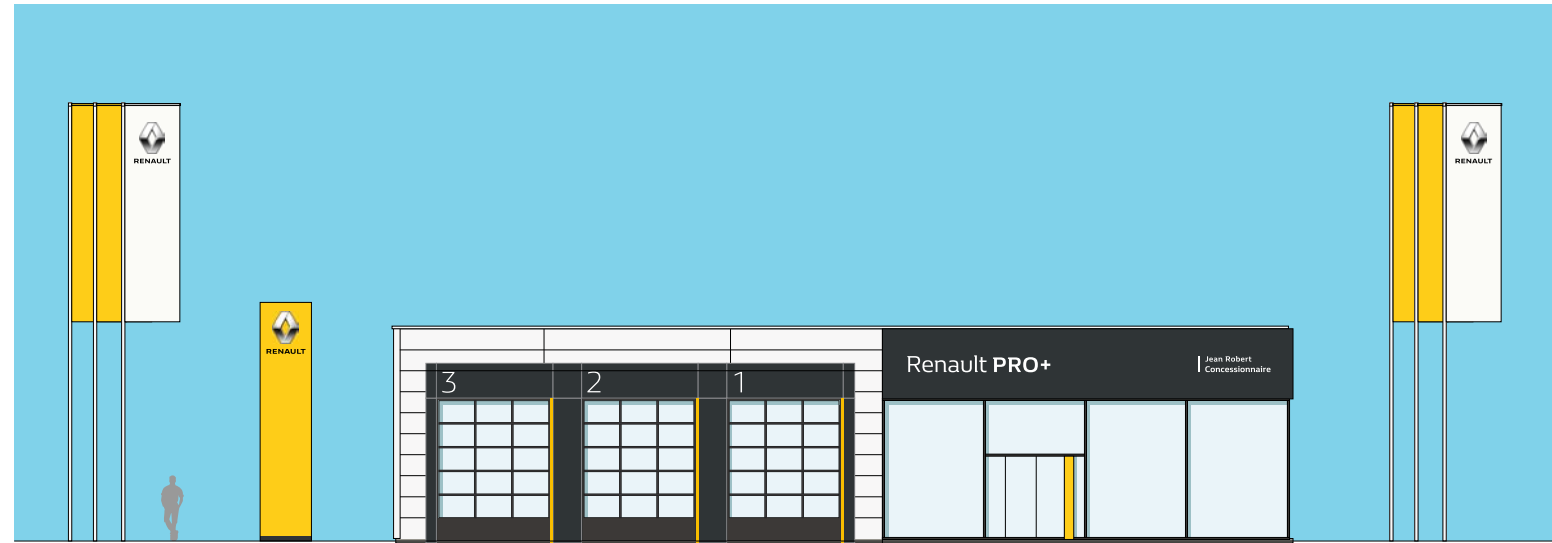 RENAULT
RENAULT
RENAULT
Renault PRO+
Jean Robert
Concessionnaire
3
2
1